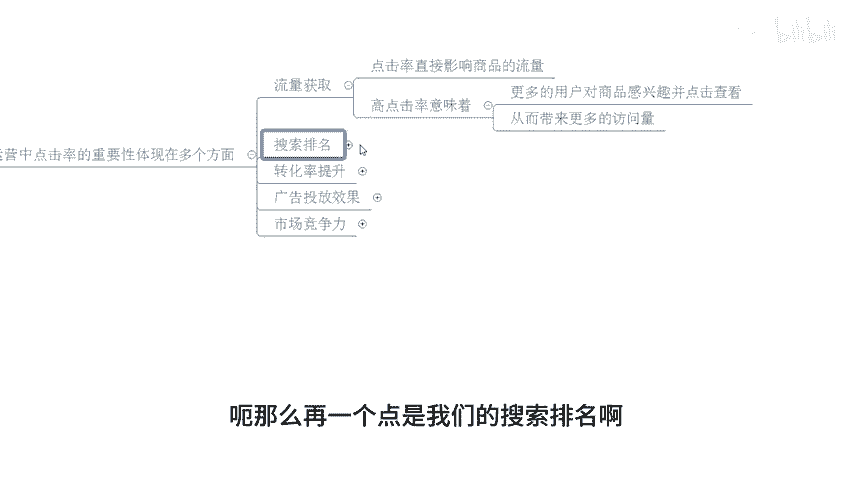 bilibili
点击率直接影响商品的流量
流量获取
更多的用户对商品感兴趣并点击查看
高点击率意味着
从而带来更多的访问量
搜索排名
营中点击率的重要性体现在多个方面
转化率提升
广告投放效果
市场竞争力
呃那么再一个点是我们的搜索排名啊